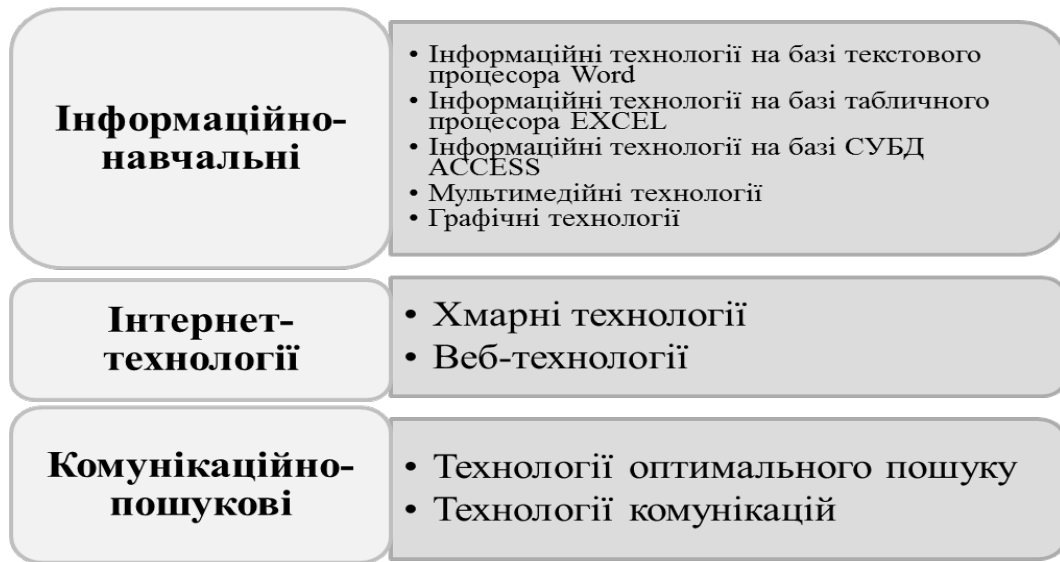 Інформаційно-
навчальні
• Інформаційні технології на базі текстового
процесора Word
• Інформаційні технології на базі табличного
процесора EXCEL
• Інформаційні технології на базі СУБД
ACCESS
• Мультимедійні технології
• Графічні технології
Інтернет-
технології
• Хмарні технології
• Веб-технології
Комунікаційно-
пошукові
• Технології оптимального пошуку
• Технології комунікацій